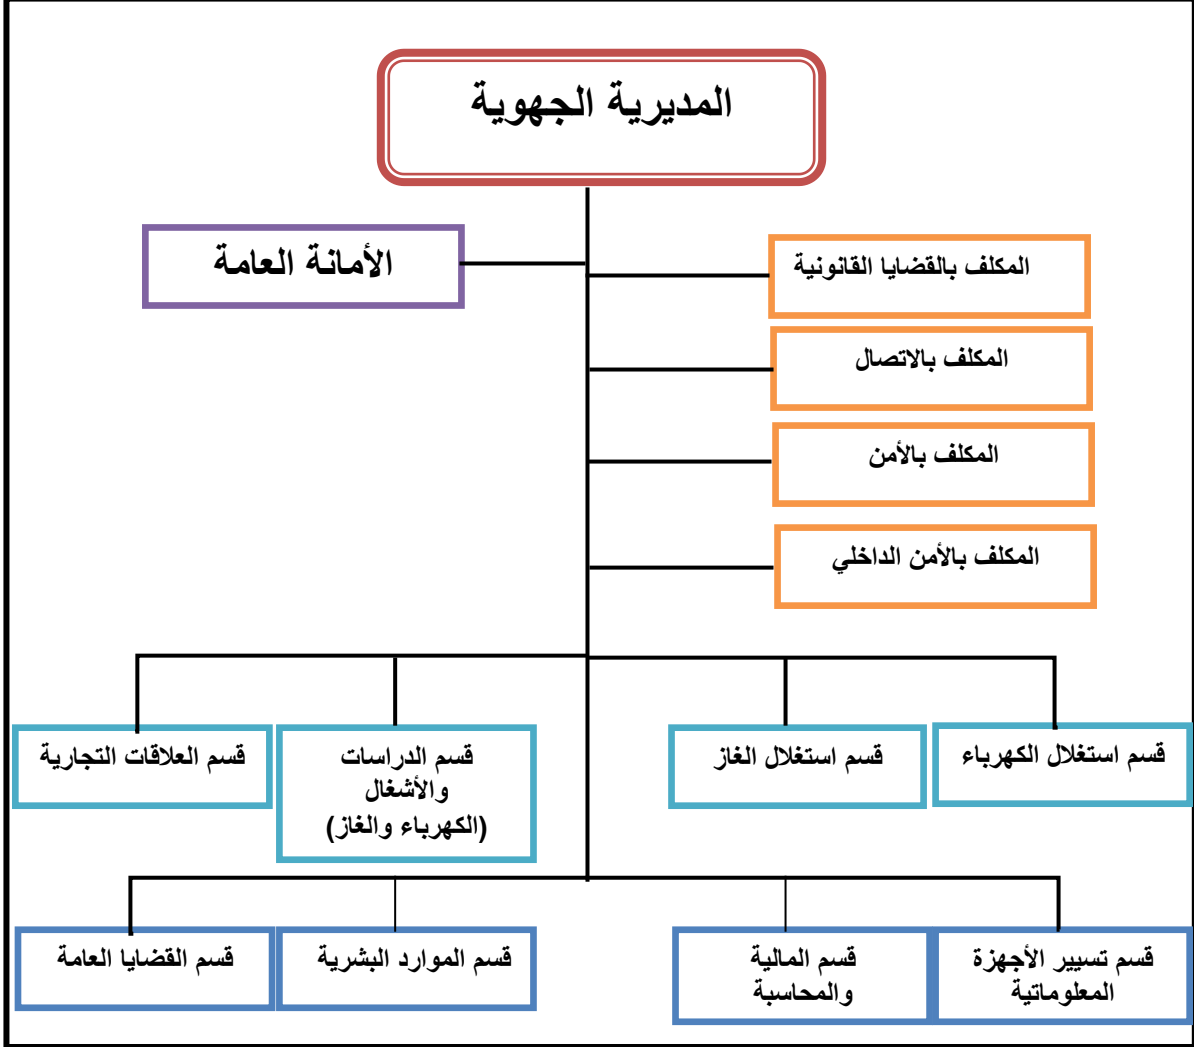 المديرية الجهوية
الأمانة العامة
المكلف بالقضايا القانونية
المكلف بالاتصال
المكلف بالأمن
المكلف بالأمن الداخلي
قسم استغلال الكهرباء
قسم استغلال الغاز
قسم الدراسات
والأشغال
(الكهرباء والغاز)
قسم العلاقات التجارية
قسم تسيير الأجهزة
المعلوماتية
قسم المالية
والمحاسبة
قسم الموارد البشرية
قسم القضايا العامة